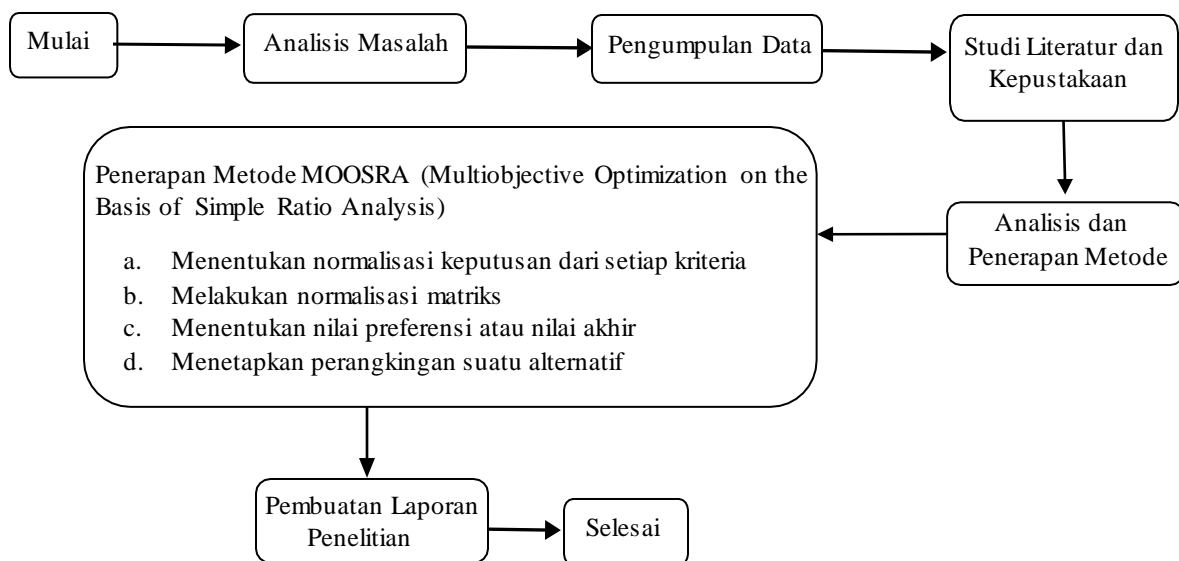 Mulai
Analisis Masalah
Pengumpulan Data
Studi Literatur dan
Kepustakaan
Analisis dan
Penerapan Metode
Penerapan Metode MOOSRA (Multiobjective Optimization on the
Basis of Simple Ratio Analysis)
a. Menentukan normalisasi keputusan dari setiap kriteria
b. Melakukan normalisasi matriks
c. Menentukan nilai preferensi atau nilai akhir
d. Menetapkan perangkingan suatu alternatif
Pembuatan Laporan
Penelitian
Selesai